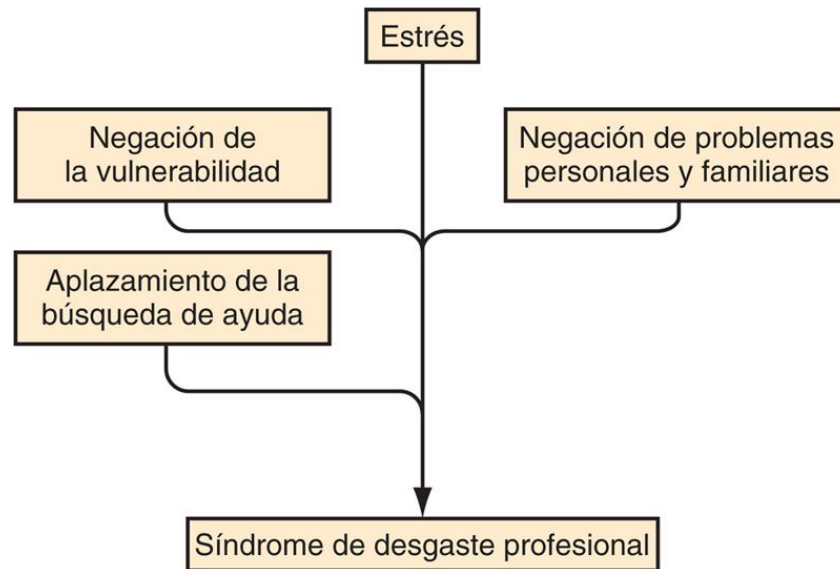 Estrés
Negación de
la vulnerabilidad
Negación de problemas
personales y familiares
Aplazamiento de la
búsqueda de ayuda
Síndrome de desgaste profesional